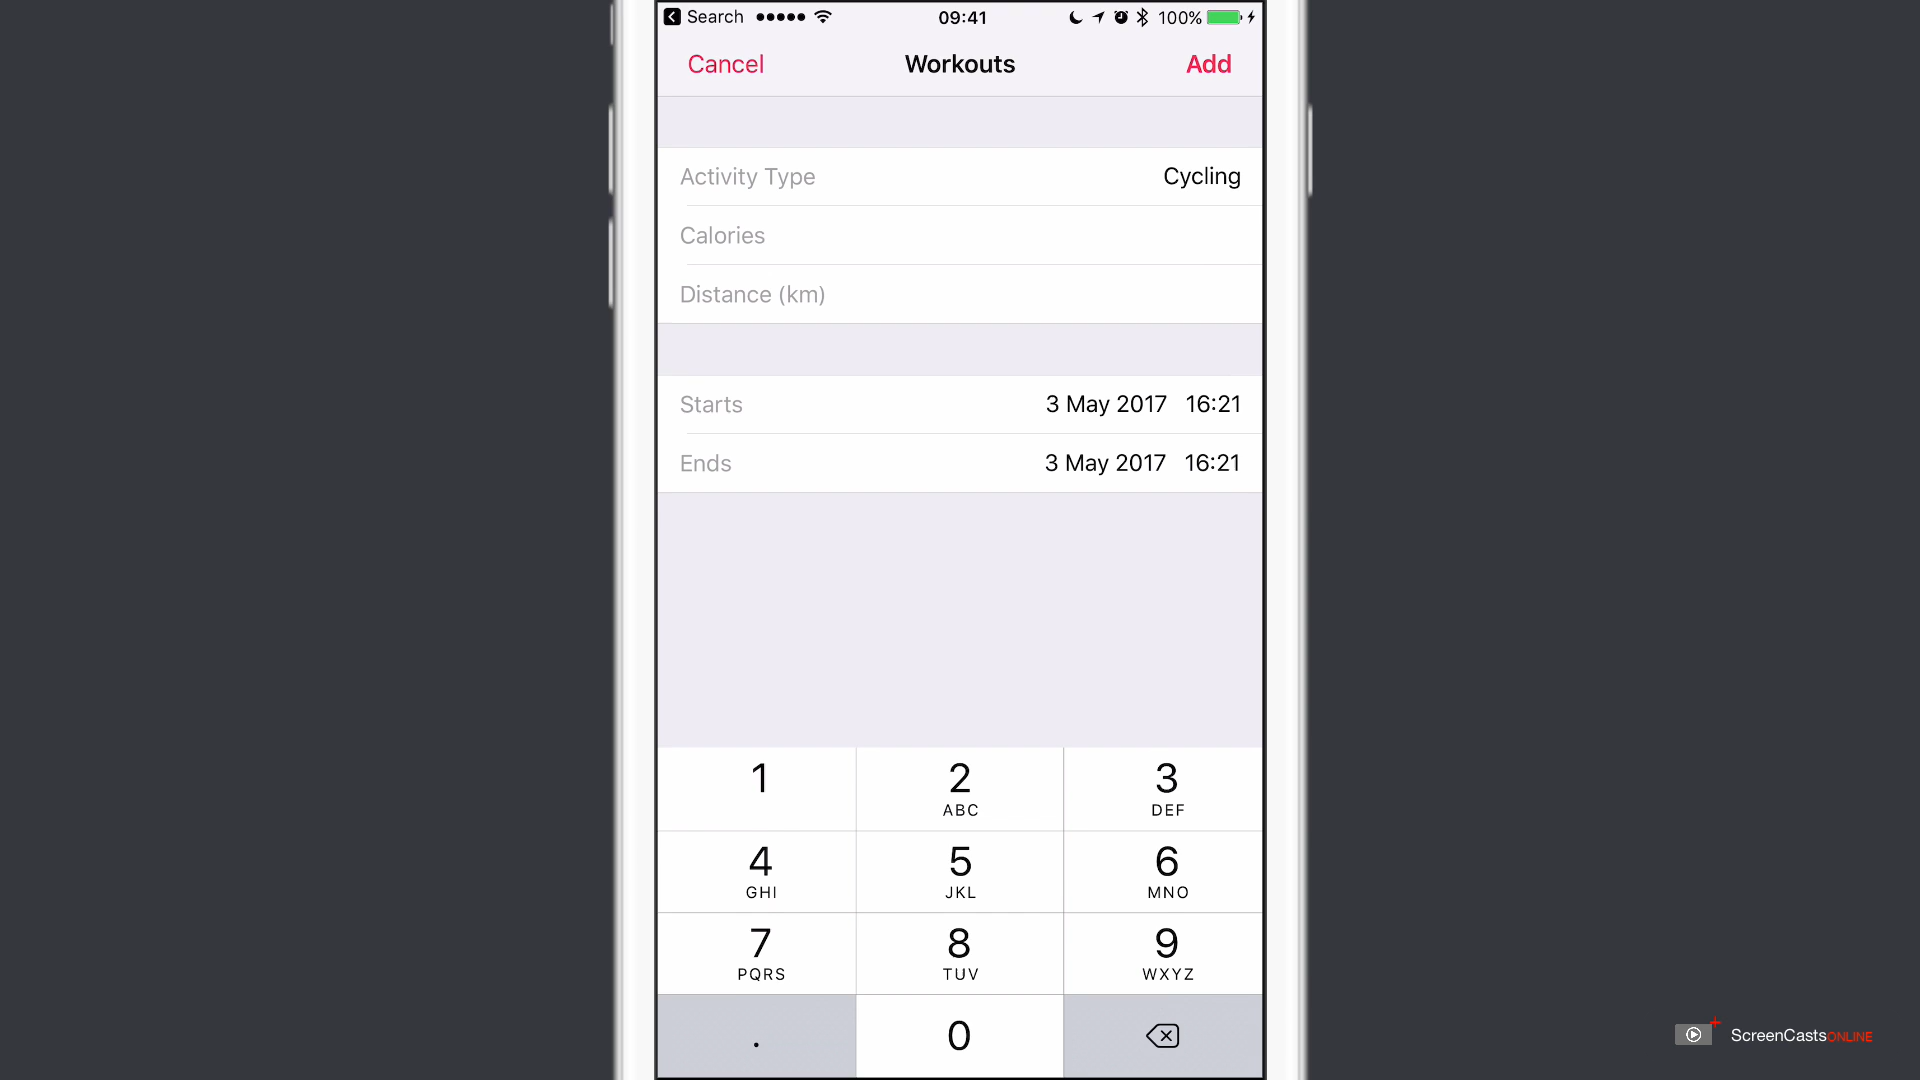 Search 09:41 100%
Cancel Workouts Add
Activity Type Cycling
Calories
Distance (km)
Starts 3 May 2017 16:21
Ends 3 May 2017 16:21
1 2 3
ABC DEF
4 5 6
GHI JKL MNO
7 8 9
PQRS TUV WXYZ
. 0
ScreenCastsONLINE